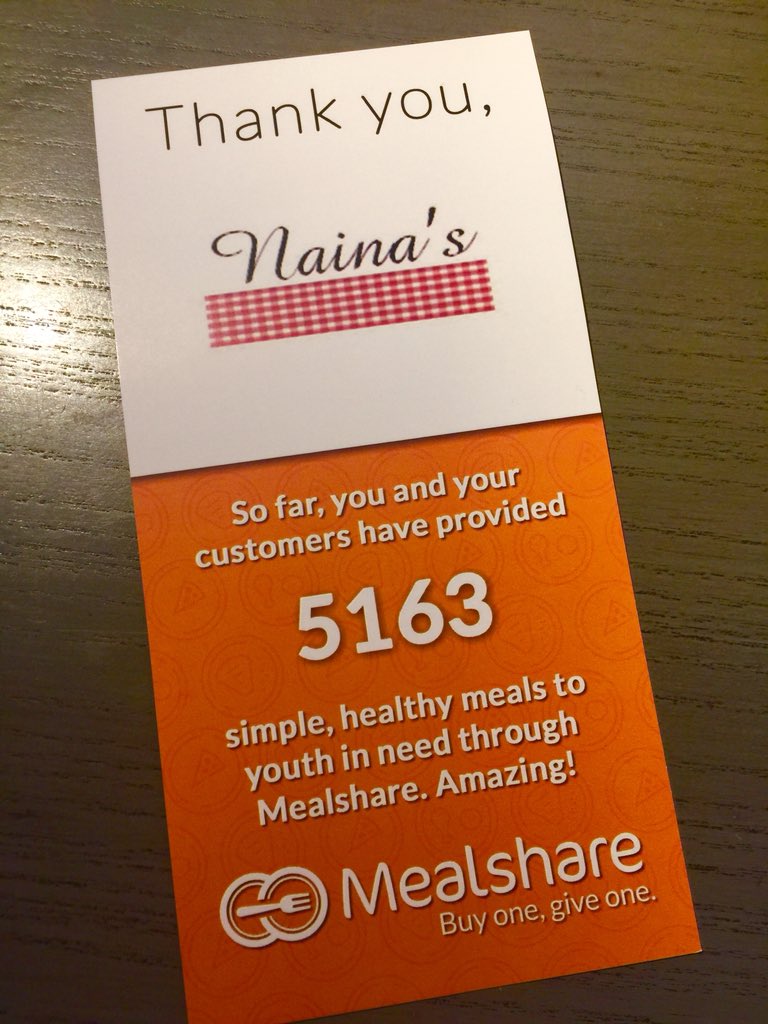 Thank you,
Naina's
So far, you and your
customers have provided
5163
simple, healthy meals to
youth in need through
Mealshare. Amazing!
Mealshare
Buy one, give one.